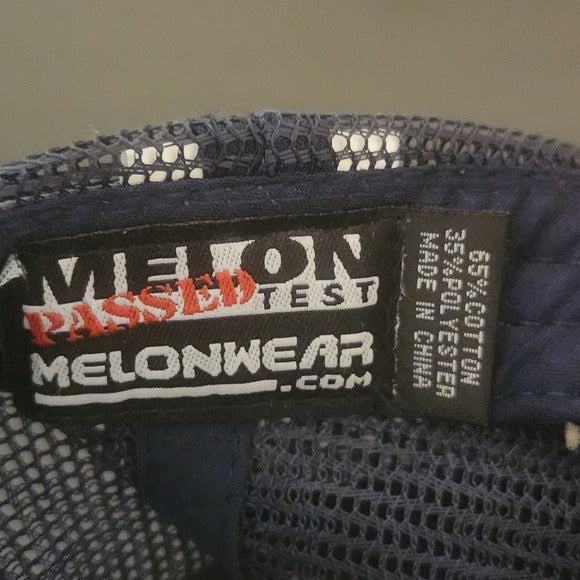 MELON
PASSED
TEST
MELONWEAR
.COM
65% COTTON
35% POLYESTER
MADE IN CHINA